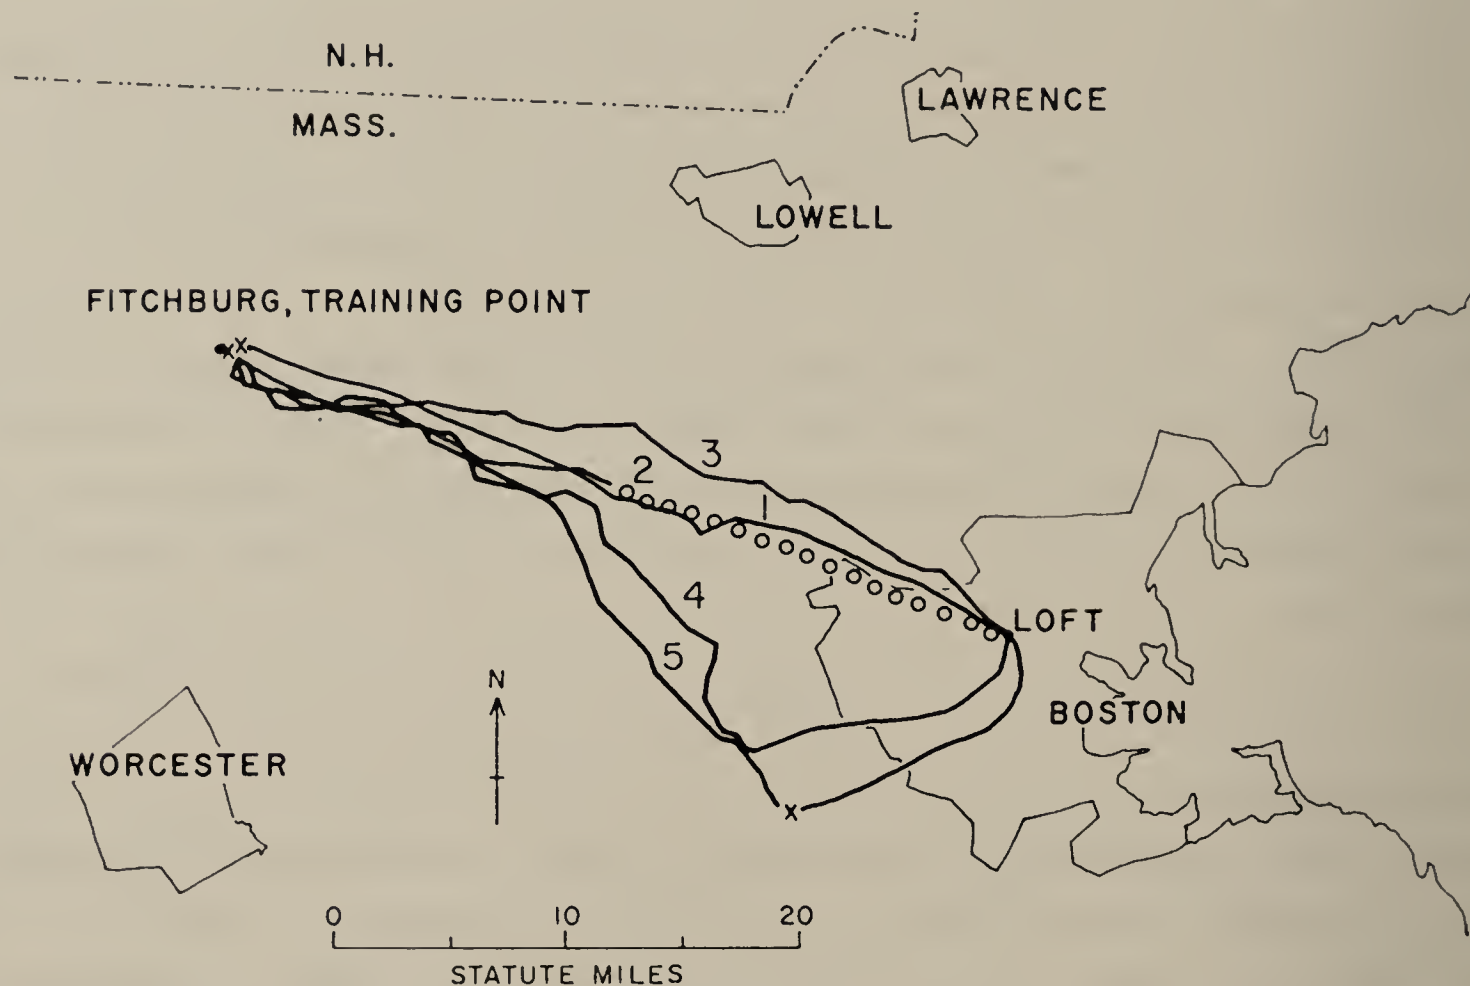 N.H.
MASS.
LAWRENCE
LOWELL
FITCHBURG, TRAINING POINT
x x
3
2
1
4
LOFT
5
N
BOSTON
WORCESTER
x
0 10 20
STATUTE MILES